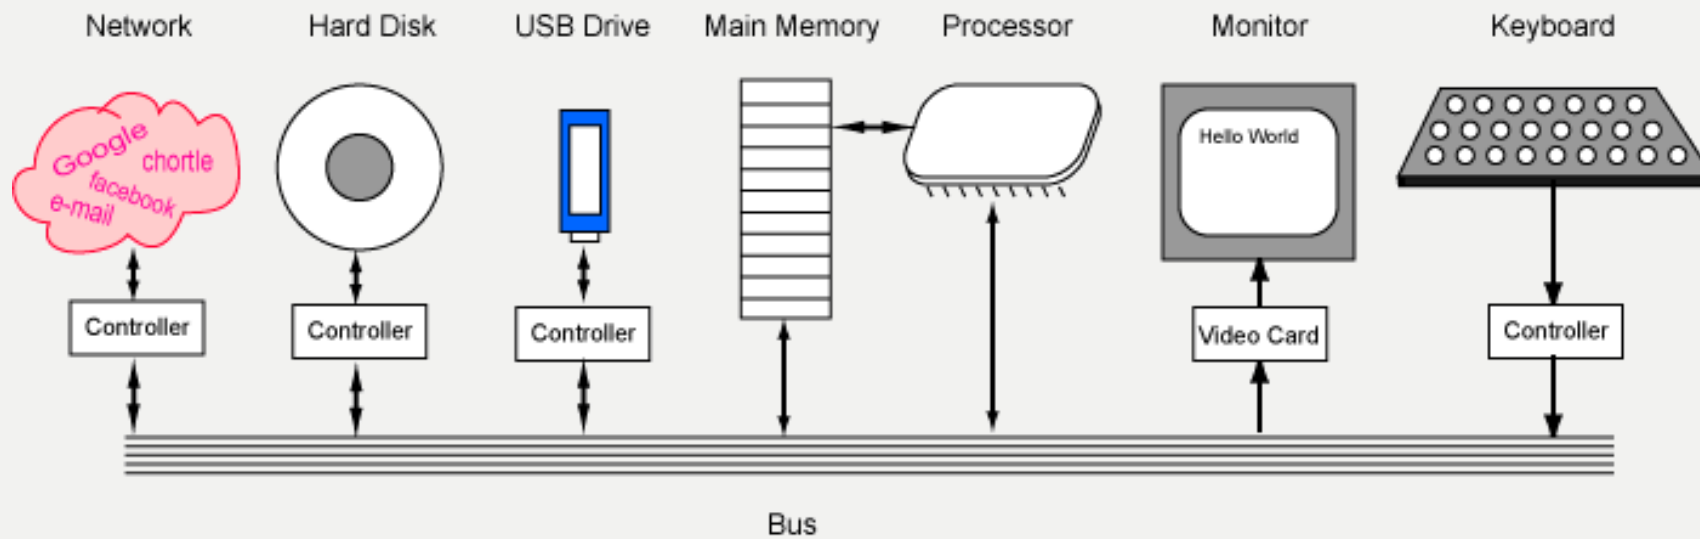 Network Hard Disk USB Drive Main Memory Processor Monitor Keyboard
Google
chortle
facebook
e-mail
Hello World
Controller
Controller
Controller
Video Card
Controller
Bus